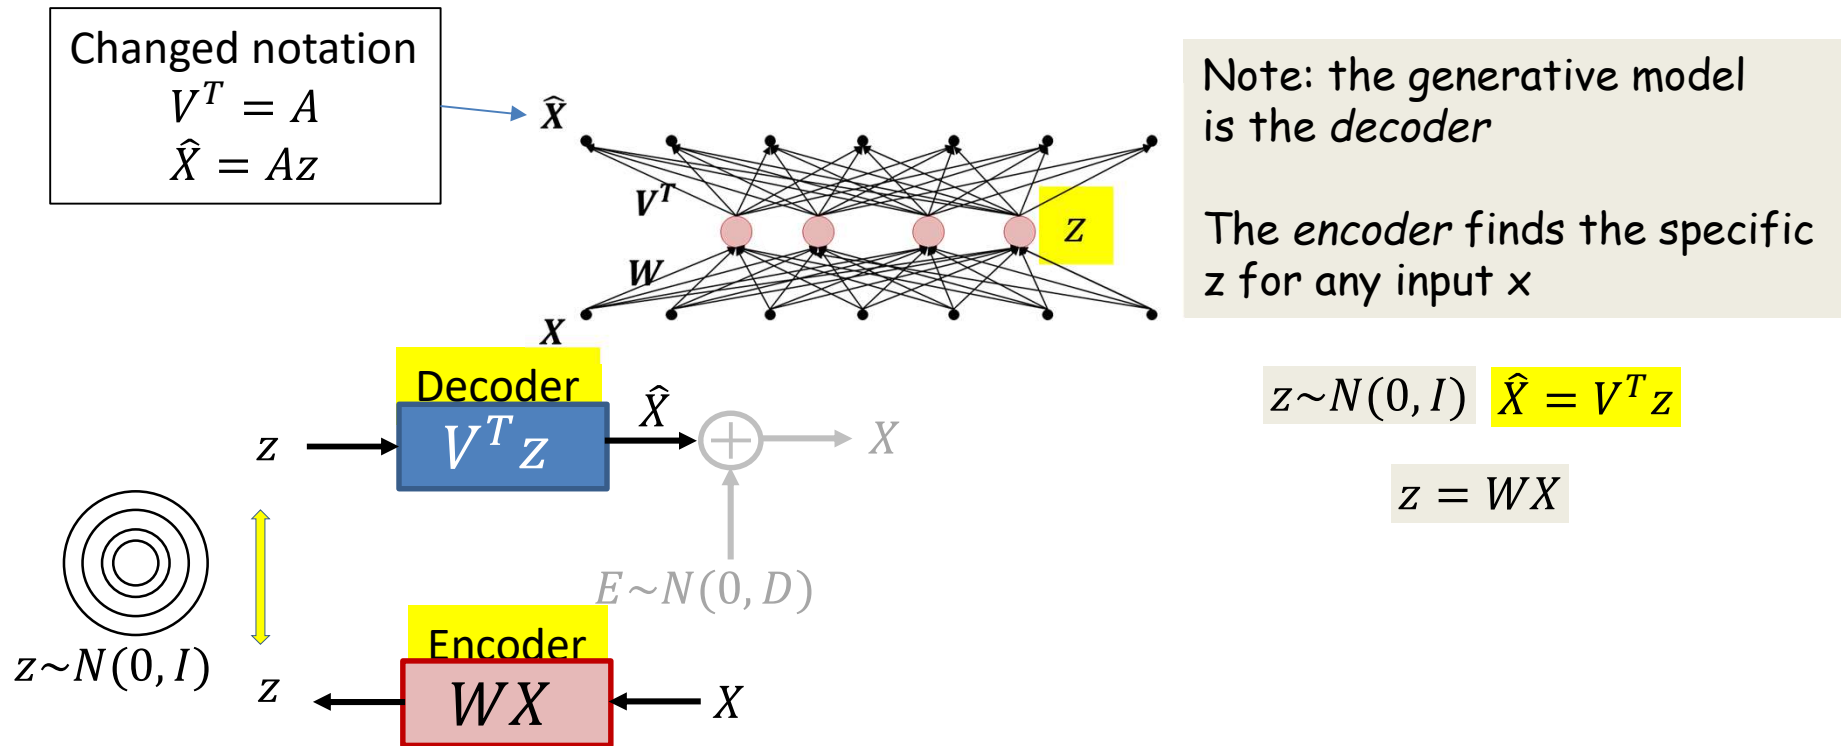 Changed notation
V^T = A
X̂ = Az
X̂
V^T
z
W
X
Note: the generative model
is the decoder
The encoder finds the specific
z for any input x
z~N(0, I)
X̂ = V^T z
z = WX
Decoder
z
V^T z
X̂
X
E~N(0, D)
z~N(0, I)
Encoder
z
WX
X